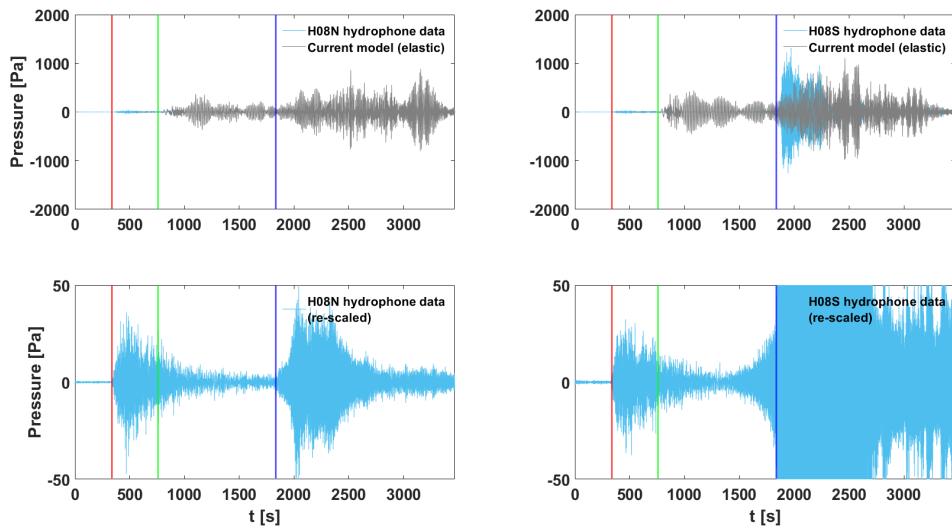 2000
1000
0
-1000
-2000
Pressure [Pa]
H08N hydrophone data
Current model (elastic)
0 500 1000 1500 2000 2500 3000
2000
1000
0
-1000
-2000
H08S hydrophone data
Current model (elastic)
0 500 1000 1500 2000 2500 3000
50
0
-50
Pressure [Pa]
H08N hydrophone data
(re-scaled)
0 500 1000 1500 2000 2500 3000
t [s]
50
0
-50
H08S hydrophone data
(re-scaled)
0 500 1000 1500 2000 2500 3000
t [s]